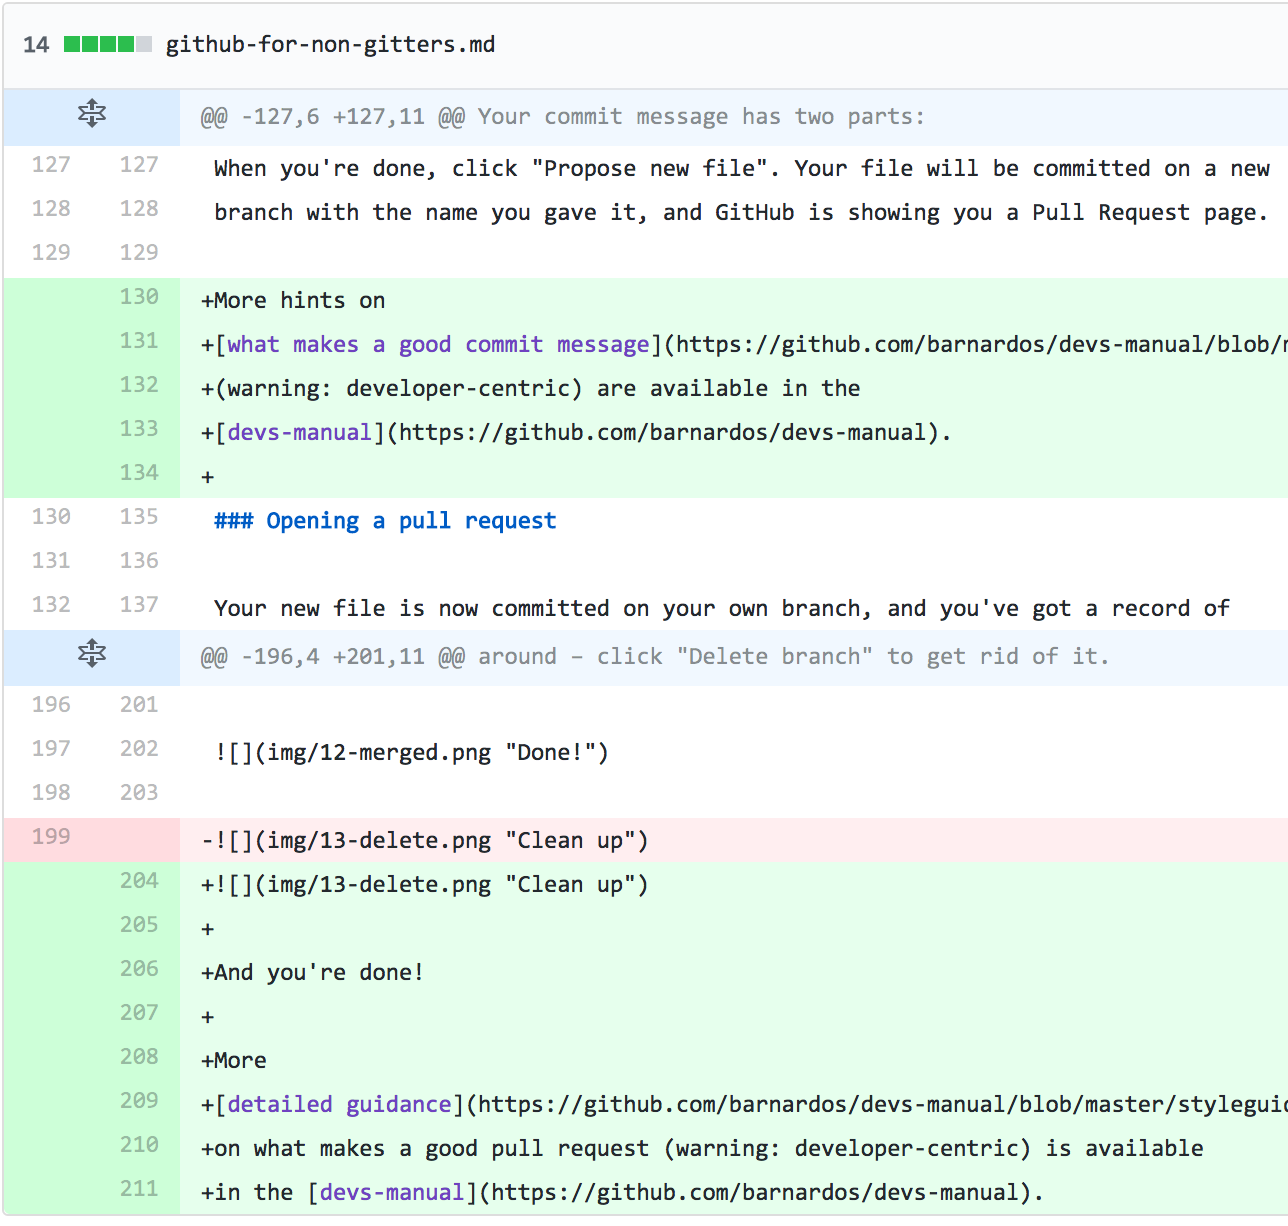 14 github-for-non-gitters.md
@@ -127,6 +127,11 @@ Your commit message has two parts:
127 127 When you're done, click "Propose new file". Your file will be committed on a new
128 128 branch with the name you gave it, and GitHub is showing you a Pull Request page.
129 129
130 +More hints on
131 +[what makes a good commit message](https://github.com/barnardos/devs-manual/blob/
132 +(warning: developer-centric) are available in the
133 +[devs-manual](https://github.com/barnardos/devs-manual).
134 +
130 135 ### Opening a pull request
131 136
132 137 Your new file is now committed on your own branch, and you've got a record of
@@ -196,4 +201,11 @@ around – click "Delete branch" to get rid of it.
196 201
197 202 ![](img/12-merged.png "Done!")
198 203
199 -![](img/13-delete.png "Clean up")
204 +![](img/13-delete.png "Clean up")
205 +
206 +And you're done!
207 +
208 +More
209 +[detailed guidance](https://github.com/barnardos/devs-manual/blob/master/stylegui
210 +on what makes a good pull request (warning: developer-centric) is available
211 +in the [devs-manual](https://github.com/barnardos/devs-manual).